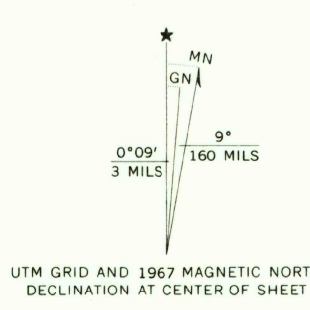 MN
GN
0°09'
3 MILS
9°
160 MILS
UTM GRID AND 1967 MAGNETIC NORT
DECLINATION AT CENTER OF SHEET